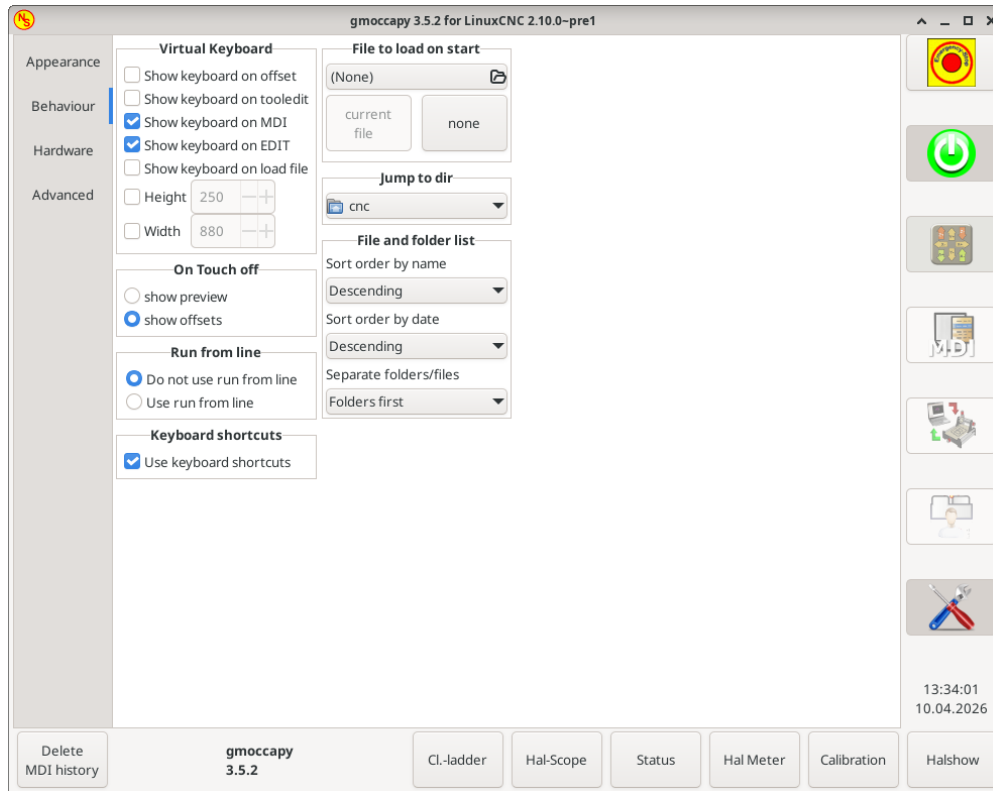 NS
gmoccapy 3.5.2 for LinuxCNC 2.10.0~pre1
Appearance
Behaviour
Hardware
Advanced
Virtual Keyboard
Show keyboard on offset
Show keyboard on tooledit
Show keyboard on MDI
Show keyboard on EDIT
Show keyboard on load file
Height 250
Width 880
On Touch off
show preview
show offsets
Run from line
Do not use run from line
Use run from line
Keyboard shortcuts
Use keyboard shortcuts
File to load on start
(None)
current
file
none
Jump to dir
cnc
File and folder list
Sort order by name
Descending
Sort order by date
Descending
Separate folders/files
Folders first
Emergency-Stop
MDI
13:34:01
10.04.2026
Delete
MDI history
gmoccapy
3.5.2
Cl.-ladder
Hal-Scope
Status
Hal Meter
Calibration
Halshow